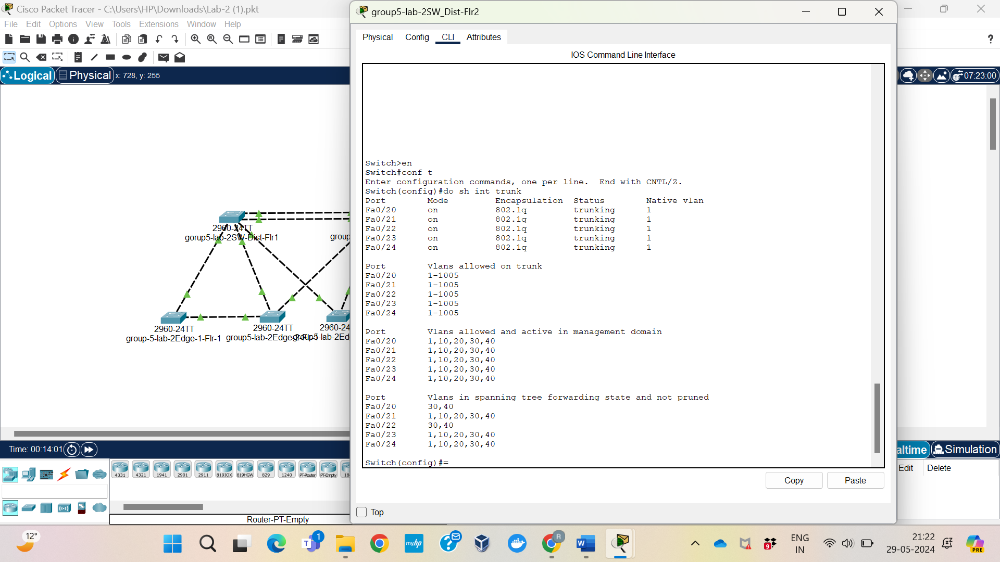 Cisco Packet Tracer - C:\Users\HP\Downloads\Lab-2 (1).pkt
File Edit Options View Tools Extensions Window Help
Logical Physical x: 728, y: 255
07:23:00
2960-24TT
gorup5-lab-2SW-Dist-Flr1
group
2960-24TT
group-5-lab-2Edge-1-Flr-1
2960-24TT
group5-lab-2Edge-2-Flr-1
2960-24
group5-lab-2Ed
Time: 00:14:01
altime Simulation
Edit Delete
4331 4321 1941 2901 2911 819IOX 819HGW 829 1240 PT-Router PT-Empty 18
Router-PT-Empty
group5-lab-2SW_Dist-Flr2
Physical Config CLI Attributes
IOS Command Line Interface
Switch>en
Switch#conf t
Enter configuration commands, one per line. End with CNTL/Z.
Switch(config)#do sh int trunk
Port Mode Encapsulation Status Native vlan
Fa0/20 on 802.1q trunking 1
Fa0/21 on 802.1q trunking 1
Fa0/22 on 802.1q trunking 1
Fa0/23 on 802.1q trunking 1
Fa0/24 on 802.1q trunking 1
Port Vlans allowed on trunk
Fa0/20 1-1005
Fa0/21 1-1005
Fa0/22 1-1005
Fa0/23 1-1005
Fa0/24 1-1005
Port Vlans allowed and active in management domain
Fa0/20 1,10,20,30,40
Fa0/21 1,10,20,30,40
Fa0/22 1,10,20,30,40
Fa0/23 1,10,20,30,40
Fa0/24 1,10,20,30,40
Port Vlans in spanning tree forwarding state and not pruned
Fa0/20 30,40
Fa0/21 1,10,20,30,40
Fa0/22 30,40
Fa0/23 1,10,20,30,40
Fa0/24 1,10,20,30,40
Switch(config)#=
Copy Paste
Top
12°
1
T
myhp
R
W
9
ENG
IN
21:22
29-05-2024
PRE